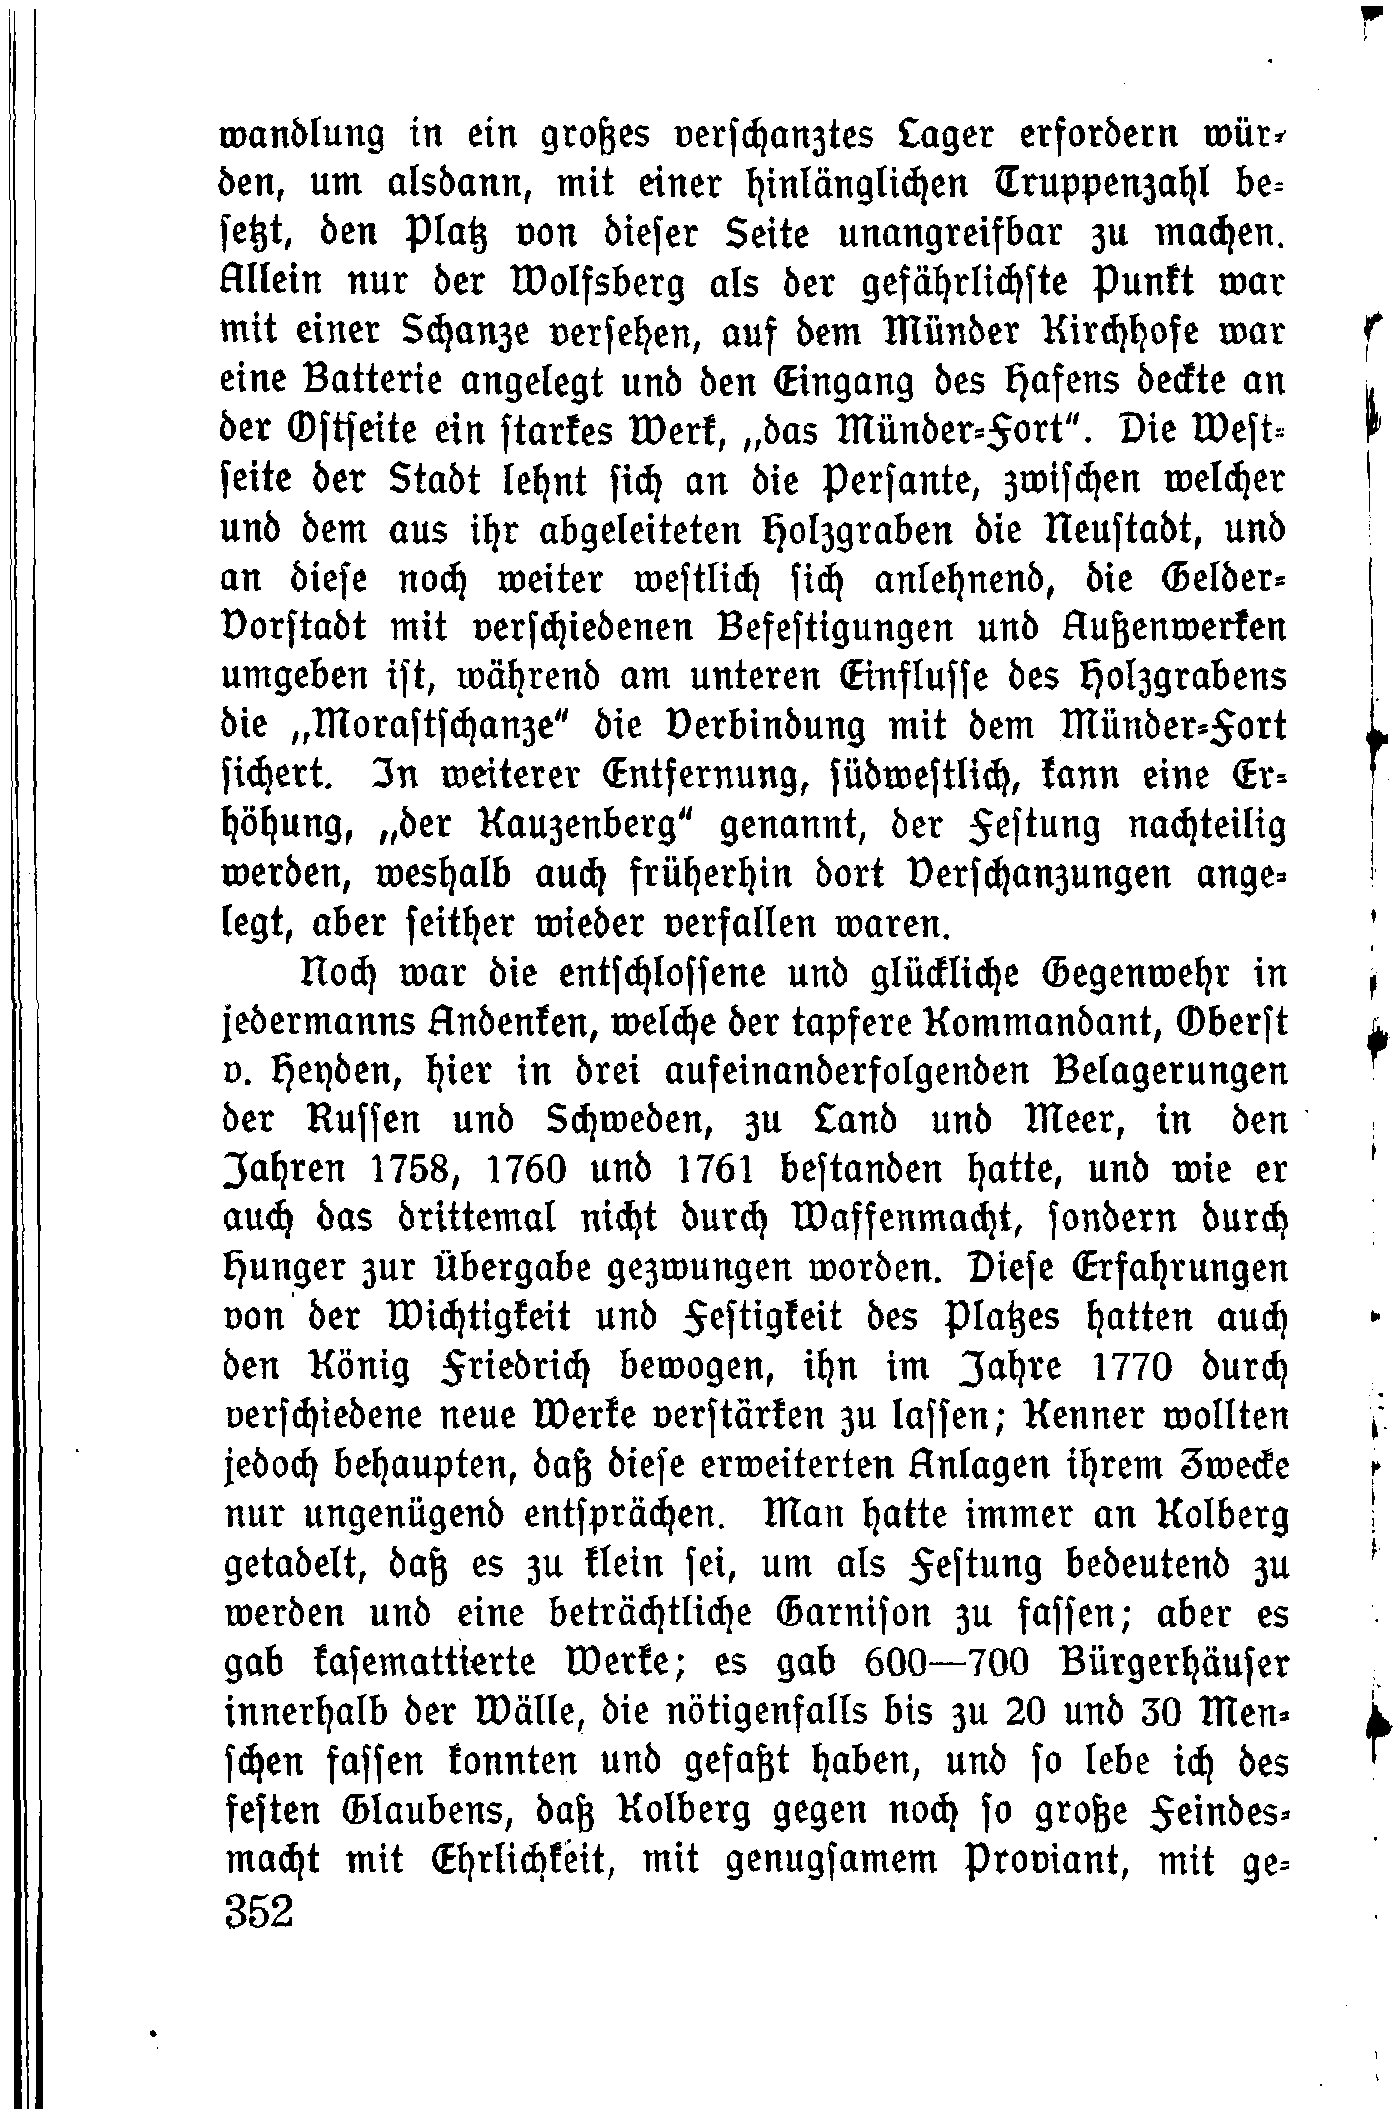 wandlung in ein großes verschanztes Lager erfordern wür-
den, um alsdann, mit einer hinlänglichen Truppenzahl be-
setzt, den Platz von dieser Seite unangreifbar zu machen.
Allein nur der Wolfsberg als der gefährlichste Punkt war
mit einer Schanze versehen, auf dem Münder Kirchhofe war
eine Batterie angelegt und den Eingang des Hafens deckte an
der Ostseite ein starkes Werk, „das Münder-Fort“. Die West-
seite der Stadt lehnt sich an die Persante, zwischen welcher
und dem aus ihr abgeleiteten Holzgraben die Neustadt, und
an diese noch weiter westlich sich anlehnend, die Gelder-
Vorstadt mit verschiedenen Befestigungen und Außenwerken
umgeben ist, während am unteren Einflusse des Holzgrabens
die „Morastschanze“ die Verbindung mit dem Münder-Fort
sichert. In weiterer Entfernung, südwestlich, kann eine Er-
höhung, „der Kauzenberg“ genannt, der Festung nachteilig
werden, weshalb auch früherhin dort Verschanzungen ange-
legt, aber seither wieder verfallen waren.
Noch war die entschlossene und glückliche Gegenwehr in
jedermanns Andenken, welche der tapfere Kommandant, Oberst
v. Heyden, hier in drei aufeinanderfolgenden Belagerungen
der Russen und Schweden, zu Land und Meer, in den
Jahren 1758, 1760 und 1761 bestanden hatte, und wie er
auch das drittemal nicht durch Waffenmacht, sondern durch
Hunger zur Übergabe gezwungen worden. Diese Erfahrungen
von der Wichtigkeit und Festigkeit des Platzes hatten auch
den König Friedrich bewogen, ihn im Jahre 1770 durch
verschiedene neue Werke verstärken zu lassen; Kenner wollten
jedoch behaupten, daß diese erweiterten Anlagen ihrem Zwecke
nur ungenügend entsprächen. Man hatte immer an Kolberg
getadelt, daß es zu klein sei, um als Festung bedeutend zu
werden und eine beträchtliche Garnison zu fassen; aber es
gab kasemattierte Werke; es gab 600—700 Bürgerhäuser
innerhalb der Wälle, die nötigenfalls bis zu 20 und 30 Men-
schen fassen konnten und gefaßt haben, und so lebe ich des
festen Glaubens, daß Kolberg gegen noch so große Feindes-
macht mit Ehrlichkeit, mit genugsamem Proviant, mit ge-
352